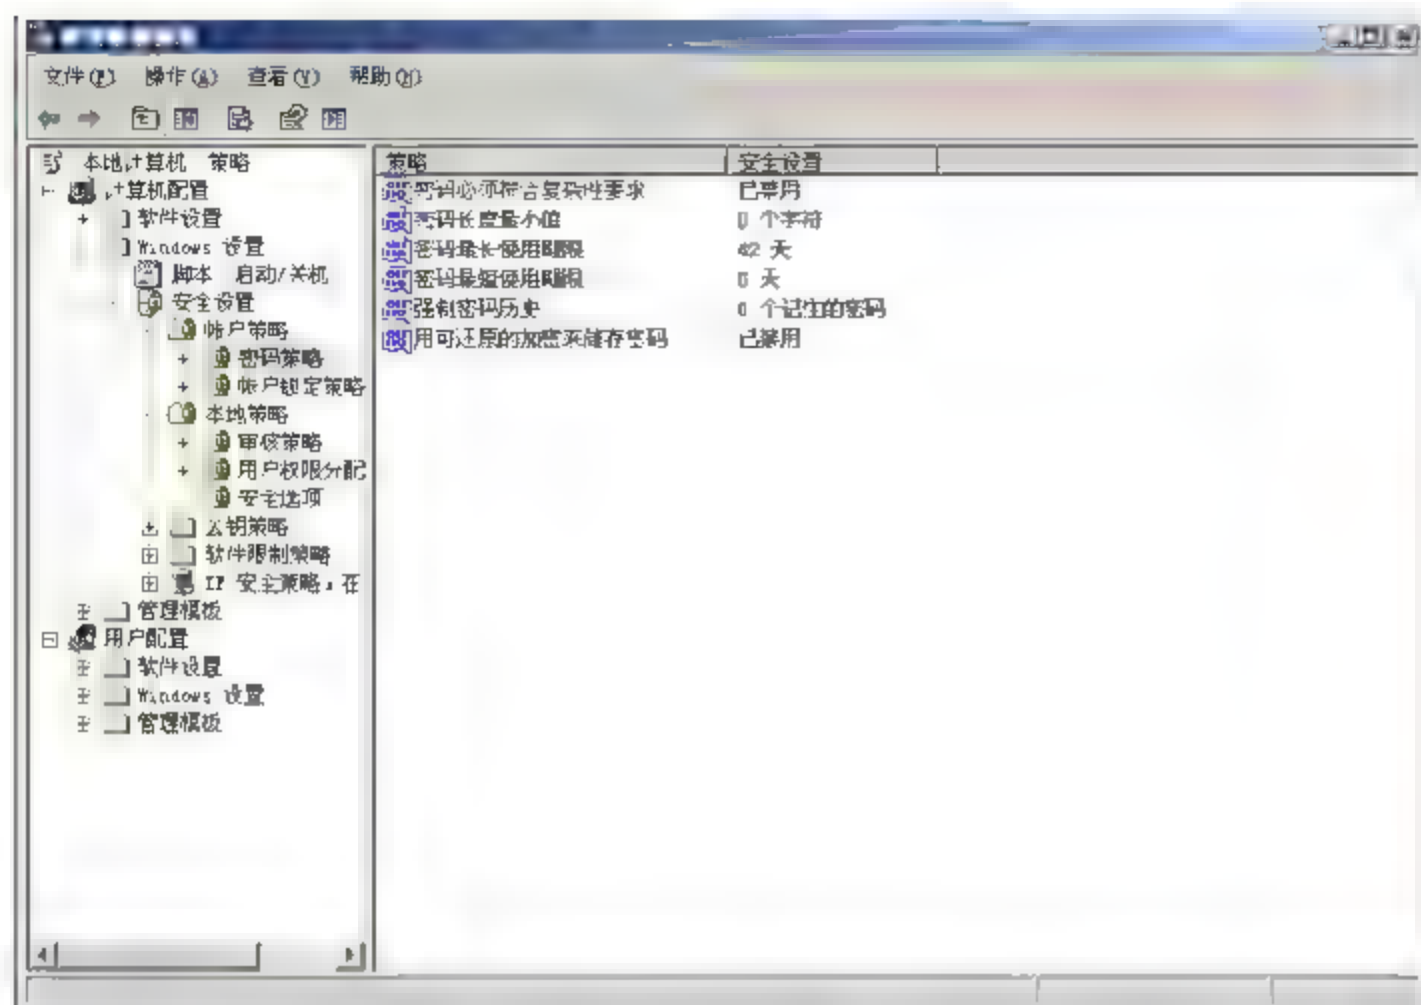 文件(F) 操作(A) 查看(V) 帮助(H)
本地计算机 策略
计算机配置
软件设置
Windows 设置
脚本 启动/关机
安全设置
帐户策略
密码策略
帐户锁定策略
本地策略
审核策略
用户权限分配
安全选项
公钥策略
软件限制策略
IP 安全策略，在
管理模板
用户配置
软件设置
Windows 设置
管理模板
策略 安全设置
密码必须符合复杂性要求 已禁用
密码长度最小值 0 个字符
密码最长使用期限 42 天
密码最短使用期限 0 天
强制密码历史 0 个记住的密码
用可还原的加密来储存密码 已禁用